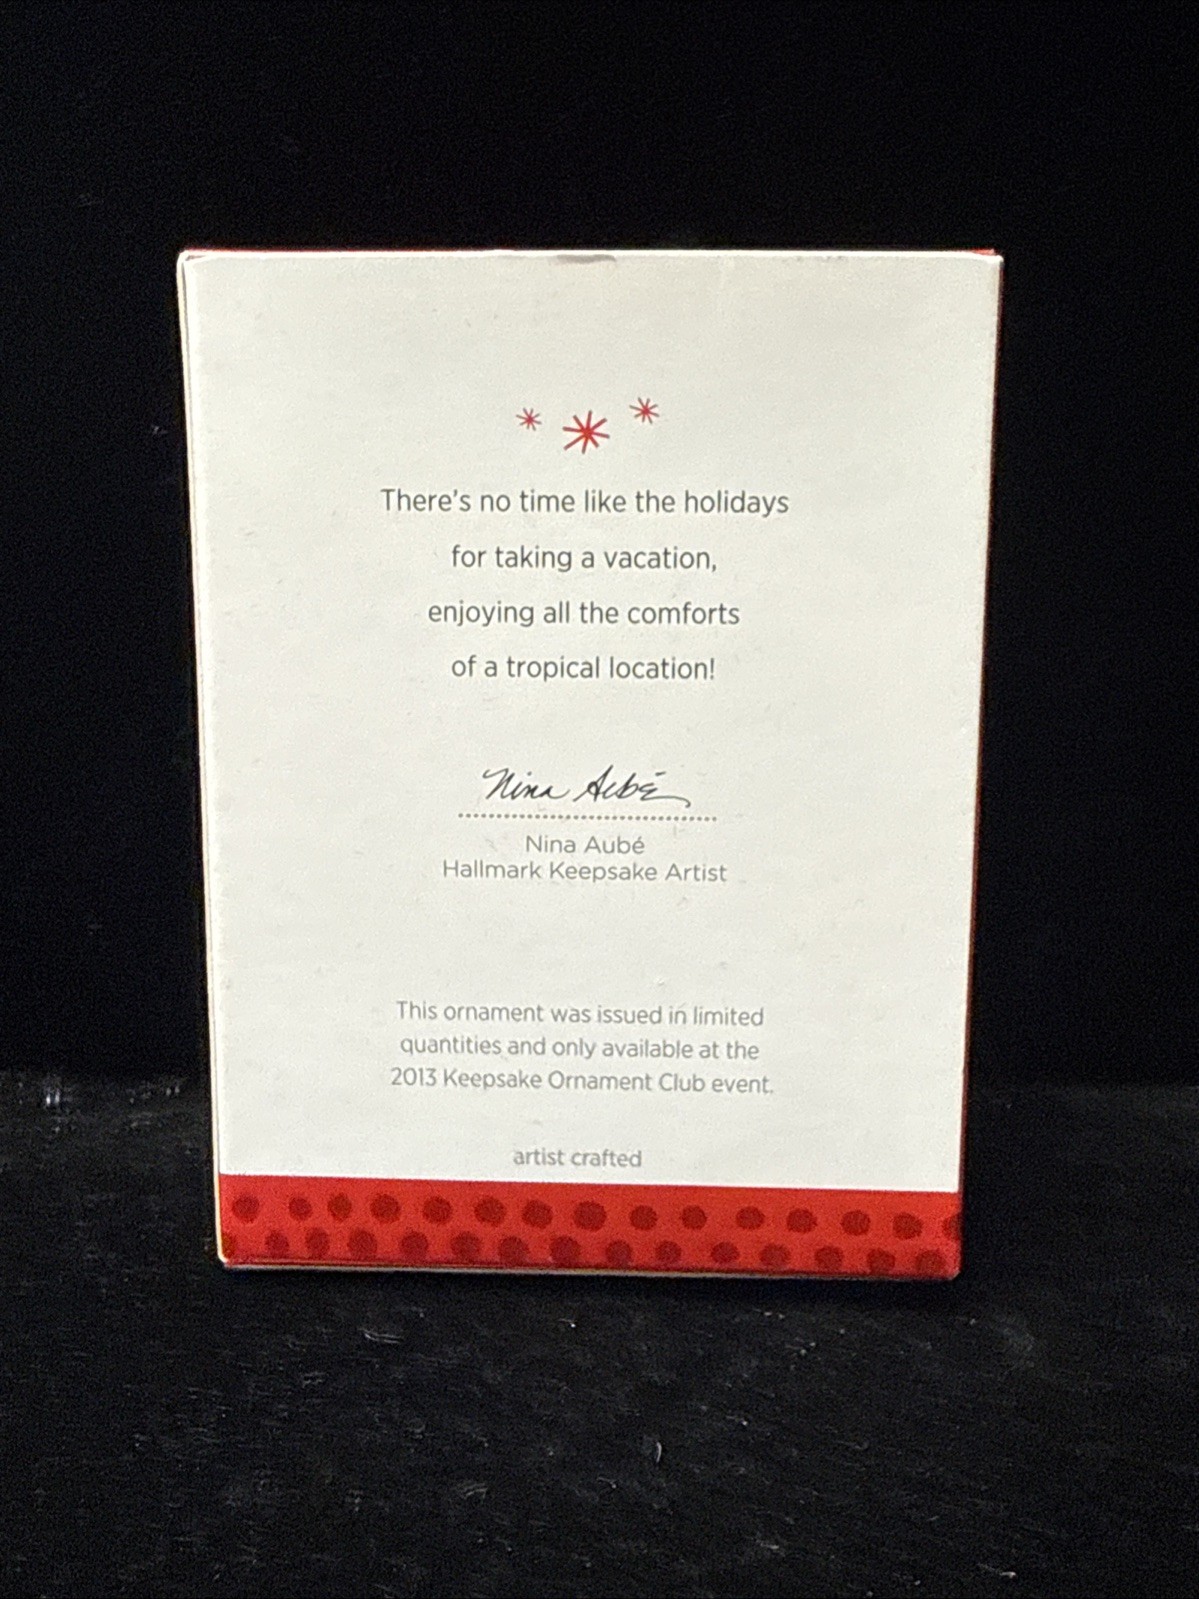 There's no time like the holidays
for taking a vacation,
enjoying all the comforts
of a tropical location!
Nina Aubé
Nina Aubé
Hallmark Keepsake Artist
This ornament was issued in limited
quantities and only available at the
2013 Keepsake Ornament Club event.
artist crafted